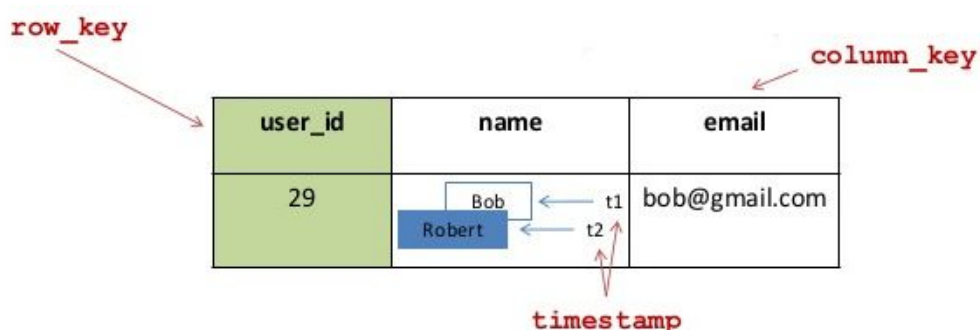 row_key
column_key
user_id name email
29 Bob t1 bob@gmail.com
Robert t2
timestamp